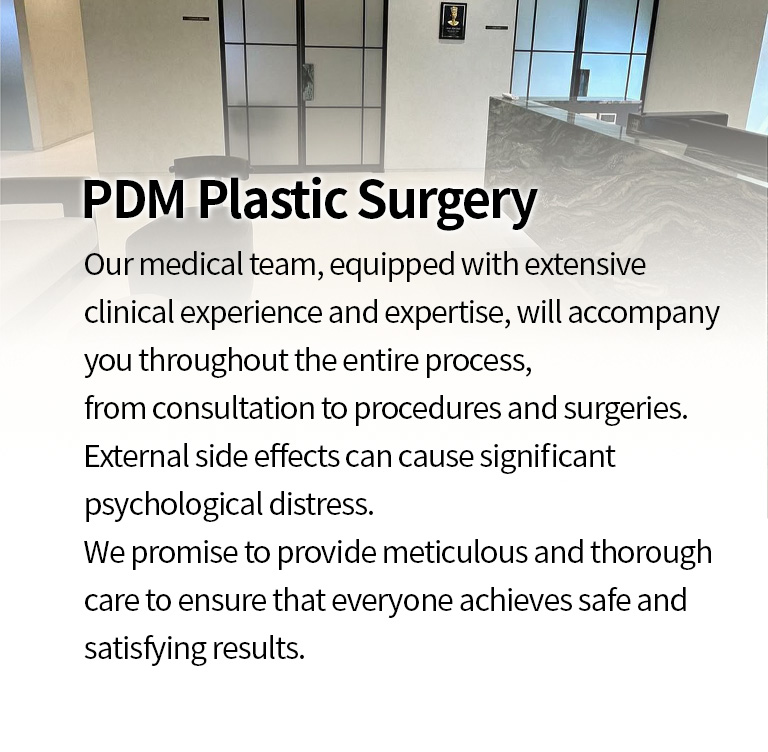 PDM Plastic Surgery
Our medical team, equipped with extensive
clinical experience and expertise, will accompany
you throughout the entire process,
from consultation to procedures and surgeries.
External side effects can cause significant
psychological distress.
We promise to provide meticulous and thorough
care to ensure that everyone achieves safe and
satisfying results.